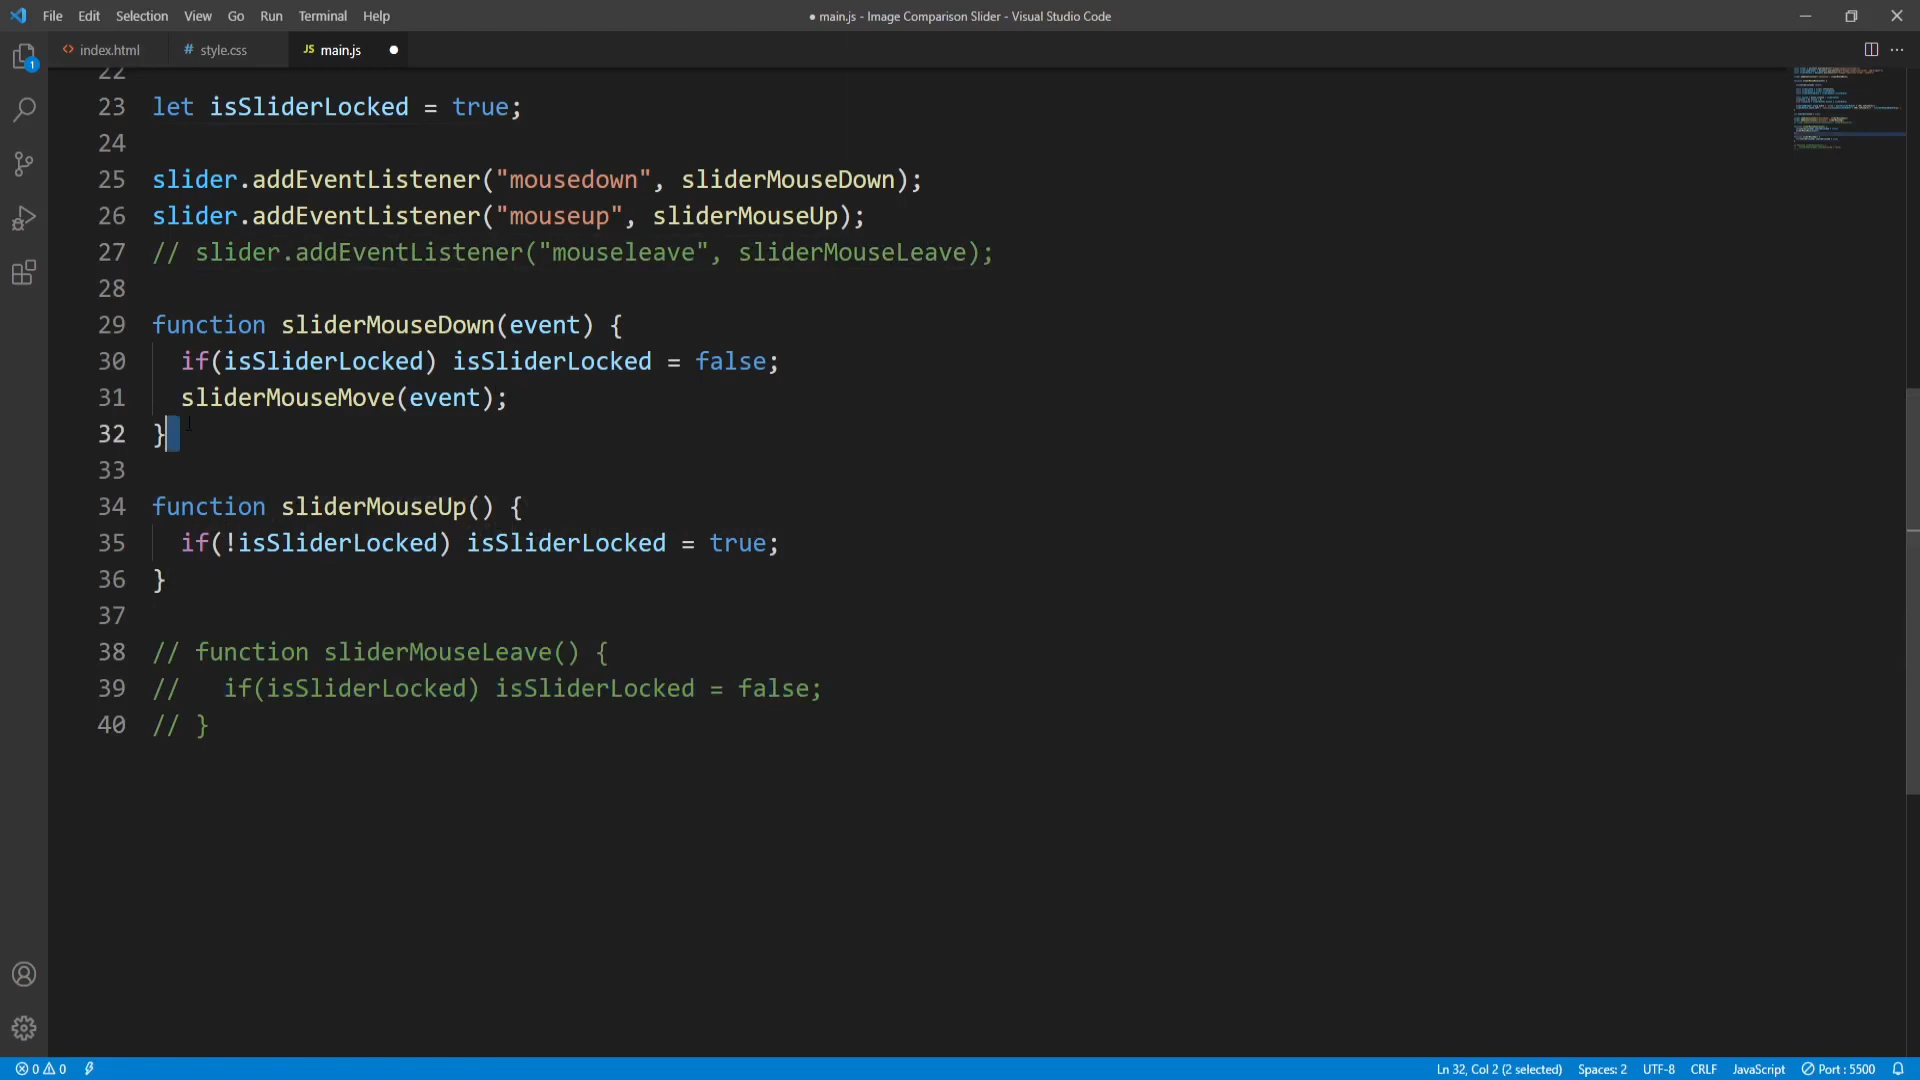 File Edit Selection View Go Run Terminal Help ● main.js - Image Comparison Slider - Visual Studio Code
<> index.html # style.css JS main.js ●
1
22
23 let isSliderLocked = true;
24
25 slider.addEventListener("mousedown", sliderMouseDown);
26 slider.addEventListener("mouseup", sliderMouseUp);
27 // slider.addEventListener("mouseleave", sliderMouseLeave);
28
29 function sliderMouseDown(event) {
30 if(isSliderLocked) isSliderLocked = false;
31 sliderMouseMove(event);
32 }
33
34 function sliderMouseUp() {
35 if(!isSliderLocked) isSliderLocked = true;
36 }
37
38 // function sliderMouseLeave() {
39 //   if(isSliderLocked) isSliderLocked = false;
40 // }
0 0 Ln 32, Col 2 (2 selected) Spaces: 2 UTF-8 CRLF JavaScript Port : 5500